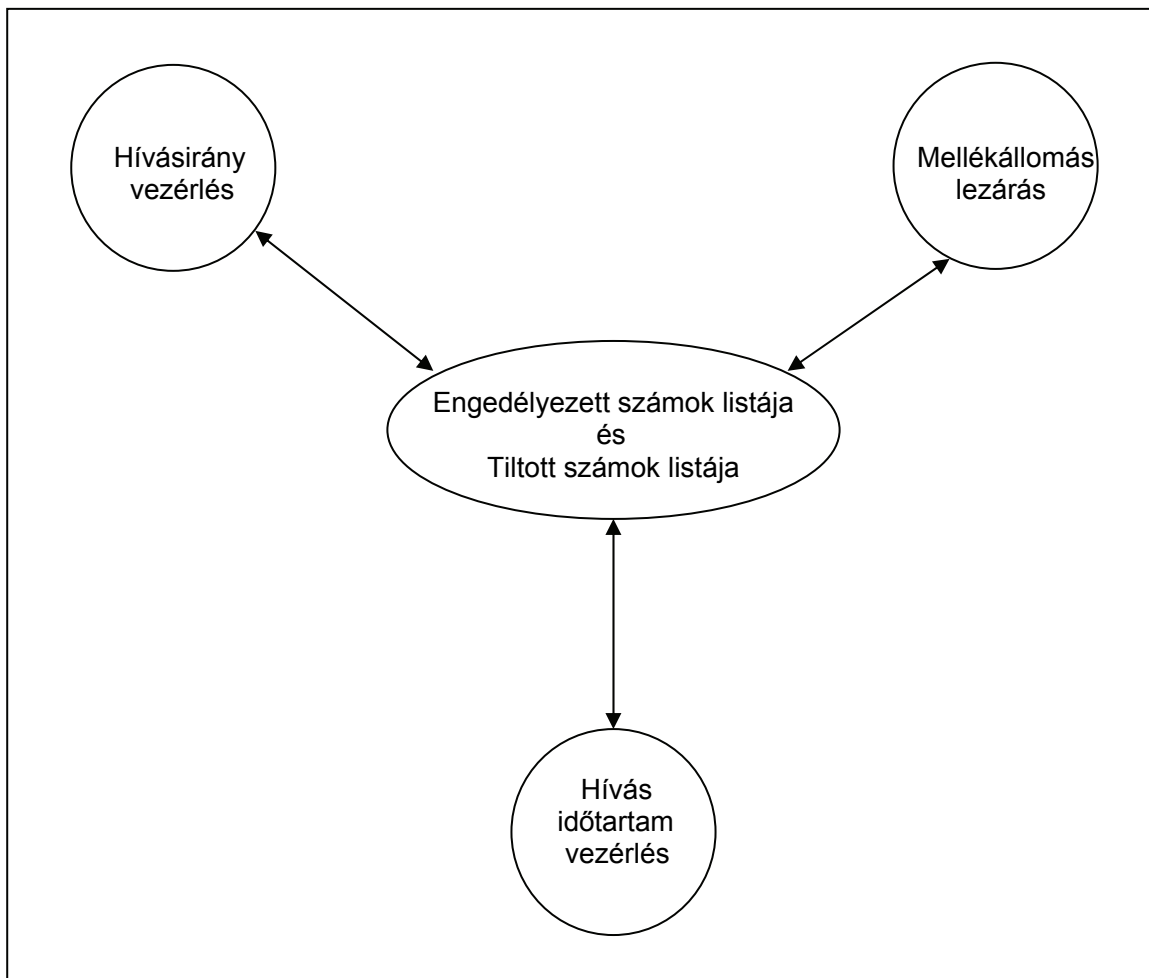 Hívásirány
vezérlés
Mellékállomás
lezárás
Engedélyezett számok listája
és
Tiltott számok listája
Hívás
időtartam
vezérlés